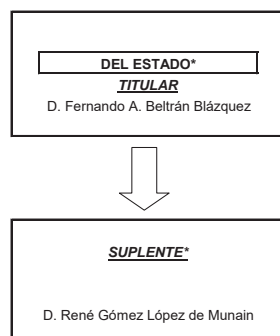 DEL ESTADO*
TITULAR
D. Fernando A. Beltrán Blázquez
SUPLENTE*
D. René Gómez López de Munain